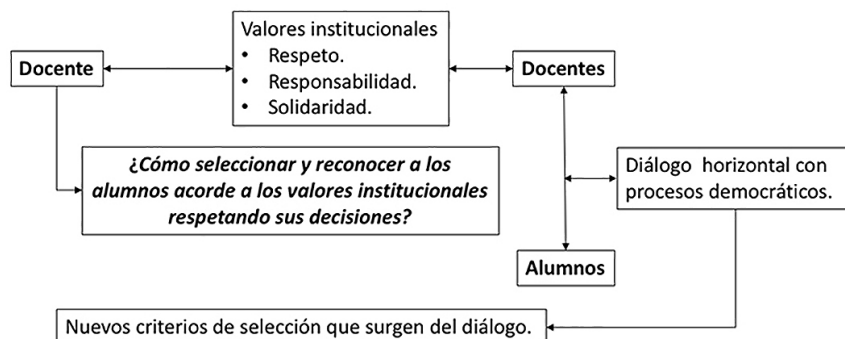 Valores institucionales
• Respeto.
• Responsabilidad.
• Solidaridad.
Docente
Docentes
¿Cómo seleccionar y reconocer a los
alumnos acorde a los valores institucionales
respetando sus decisiones?
Diálogo horizontal con
procesos democráticos.
Alumnos
Nuevos criterios de selección que surgen del diálogo.